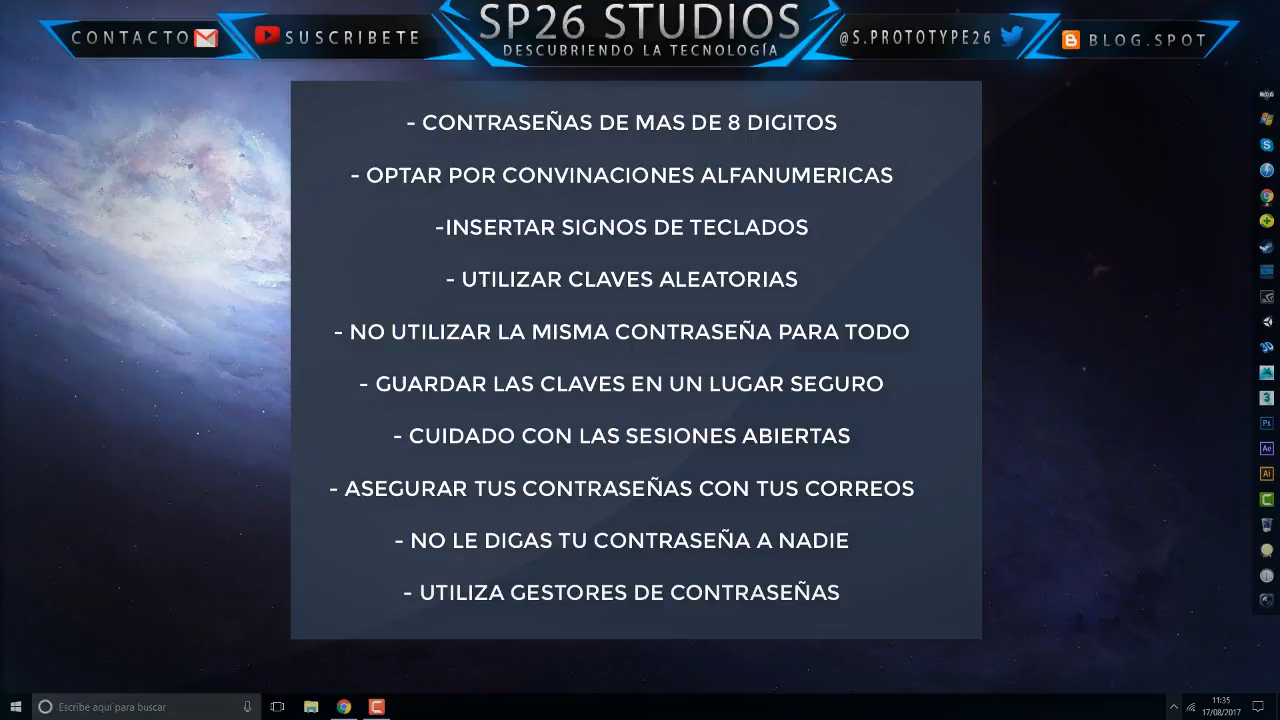 SP26 STUDIOS
CONTACTO
SUSCRIBETE
DESCUBRIENDO LA TECNOLOGÍA
@S.PROTOTYPE26
BLOG.SPOT
- CONTRASEÑAS DE MAS DE 8 DIGITOS
- OPTAR POR CONVINACIONES ALFANUMERICAS
-INSERTAR SIGNOS DE TECLADOS
- UTILIZAR CLAVES ALEATORIAS
- NO UTILIZAR LA MISMA CONTRASEÑA PARA TODO
- GUARDAR LAS CLAVES EN UN LUGAR SEGURO
- CUIDADO CON LAS SESIONES ABIERTAS
- ASEGURAR TUS CONTRASEÑAS CON TUS CORREOS
- NO LE DIGAS TU CONTRASEÑA A NADIE
- UTILIZA GESTORES DE CONTRASEÑAS
Ps
Ae
Ai
Escribe aquí para buscar
11:35
17/08/2017